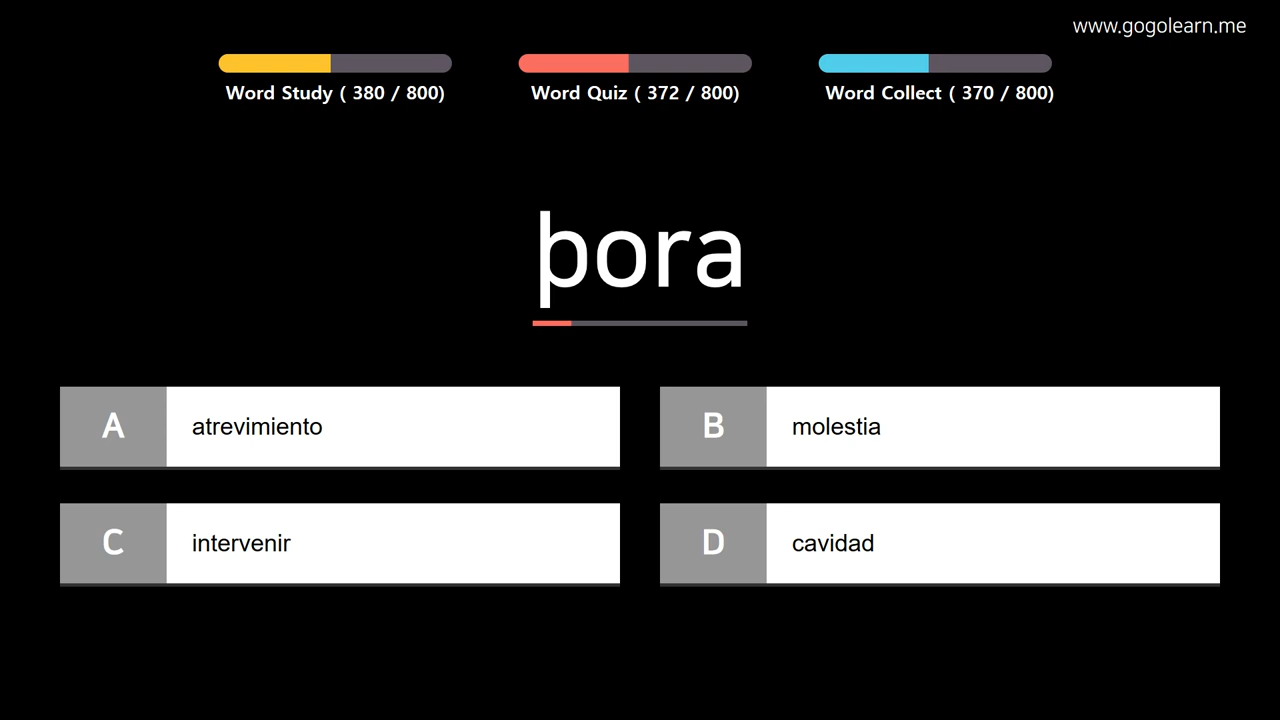 www.gogolearn.me
Word Study ( 380 / 800)
Word Quiz ( 372 / 800)
Word Collect ( 370 / 800)
þora
A atrevimiento
B molestia
C intervenir
D cavidad